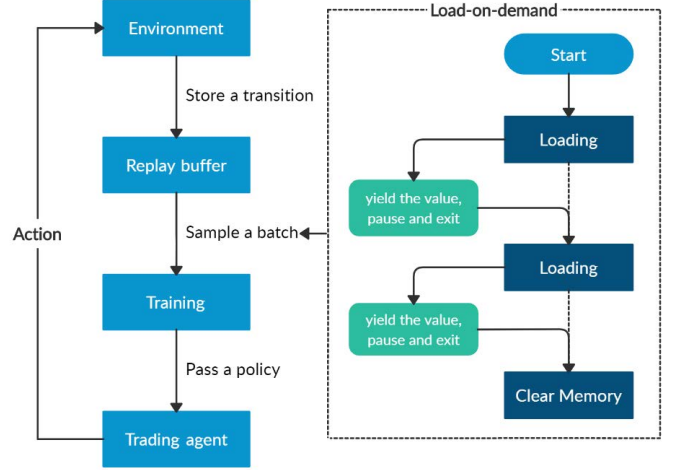 Environment
Store a transition
Replay buffer
Sample a batch
Training
Pass a policy
Trading agent
Action
Load-on-demand
Start
Loading
yield the value,
pause and exit
Loading
yield the value,
pause and exit
Clear Memory